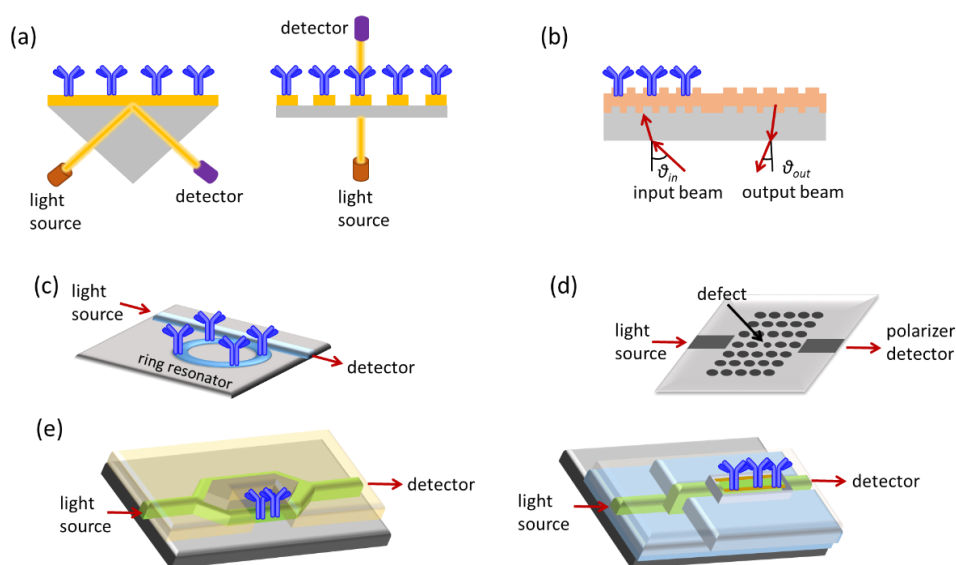 (a)
detector
light
source
detector
light
source
(b)
ϑin
input beam
ϑout
output beam
(c)
light
source
ring resonator
detector
(d)
defect
light
source
polarizer
detector
(e)
light
source
detector
light
source
detector